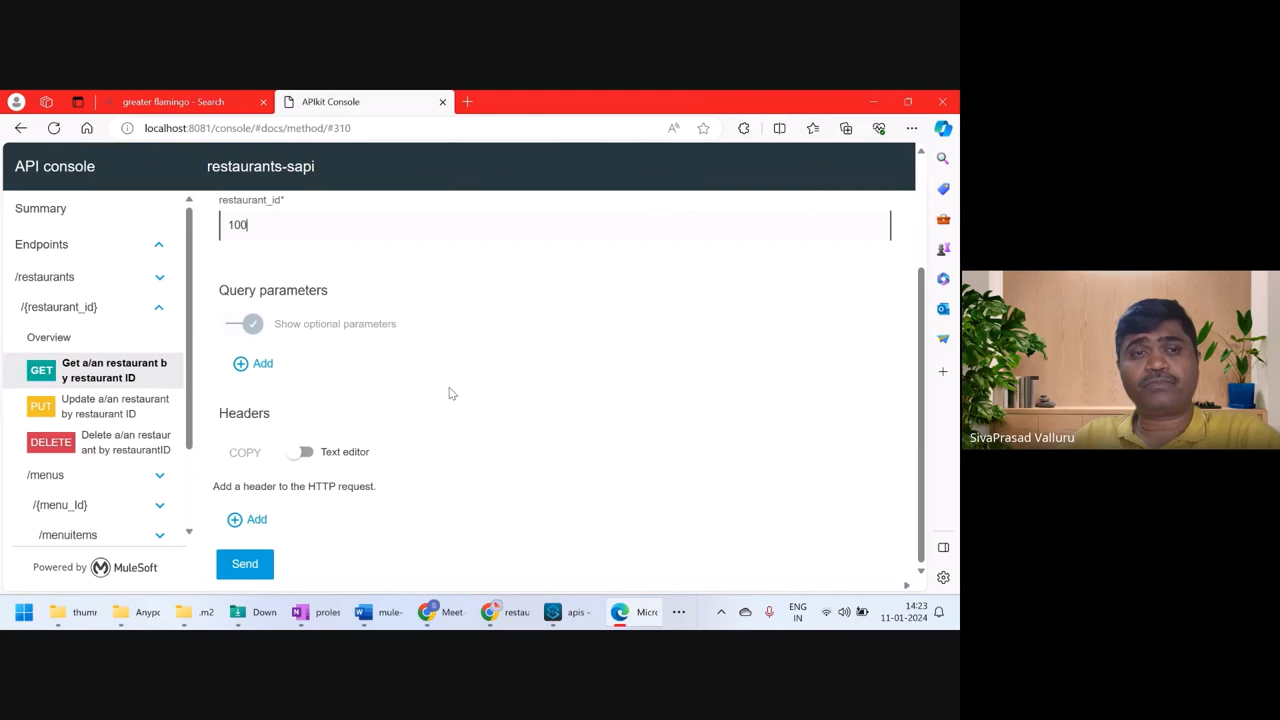 greater flamingo - Search
APIkit Console
localhost:8081/console/#docs/method/#310
API console
restaurants-sapi
Summary
Endpoints
/restaurants
/{restaurant_id}
Overview
GET
Get a/an restaurant b
y restaurant ID
PUT
Update a/an restaurant
by restaurant ID
DELETE
Delete a/an restaur
ant by restaurantID
/menus
/{menu_Id}
/menuitems
Powered by MuleSoft
restaurant_id*
100
Query parameters
Show optional parameters
Add
Headers
COPY
Text editor
Add a header to the HTTP request.
Add
Send
SivaPrasad Valluru
thumr
Anypc
.m2
Down
proles
mule-
Meet
restau
apis -
Micro
ENG
IN
14:23
11-01-2024